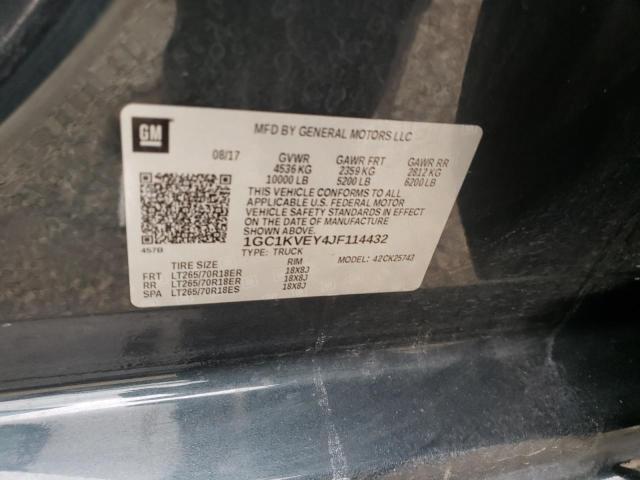 GM
MFD BY GENERAL MOTORS LLC
08/17 GVWR GAWR FRT GAWR RR
4536 KG 2359 KG 2812 KG
10000 LB 5200 LB 6200 LB
THIS VEHICLE CONFORMS TO ALL
APPLICABLE U.S. FEDERAL MOTOR
VEHICLE SAFETY STANDARDS IN EFFECT
ON THE DATE OF MANUFACTURE
SHOWN ABOVE.
1GC1KVEY4JF114432
457B TYPE: TRUCK MODEL: 42CK25743
TIRE SIZE RIM
FRT LT265/70R18ER 18X8J
RR LT265/70R18ER 18X8J
SPA LT265/70R18ES 18X8J